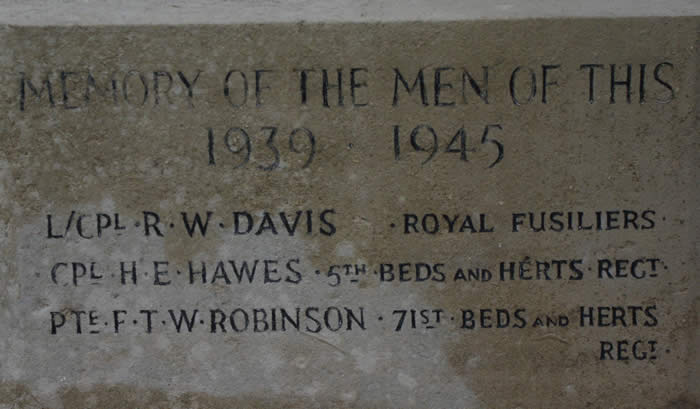 MEMORY OF THE MEN OF THIS
1939 · 1945
L/CPL · R · W · DAVIS · ROYAL FUSILIERS ·
· CPL · H · E · HAWES · 5TH · BEDS AND HERTS · REGT ·
PTE · F · T · W · ROBINSON · 71ST · BEDS AND HERTS
REGT ·